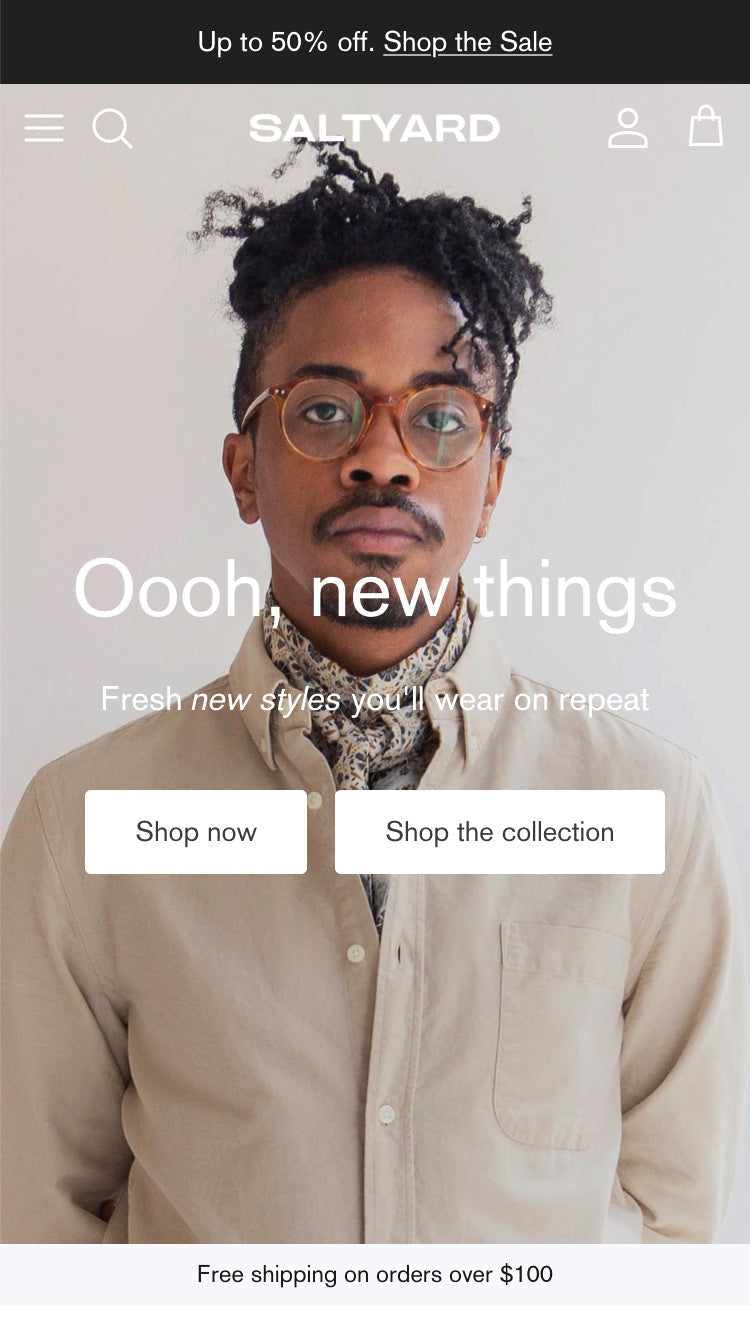 Up to 50% off. Shop the Sale
SALTYARD
Oooh, new things
Fresh new styles you'll wear on repeat
Shop now
Shop the collection
Free shipping on orders over $100